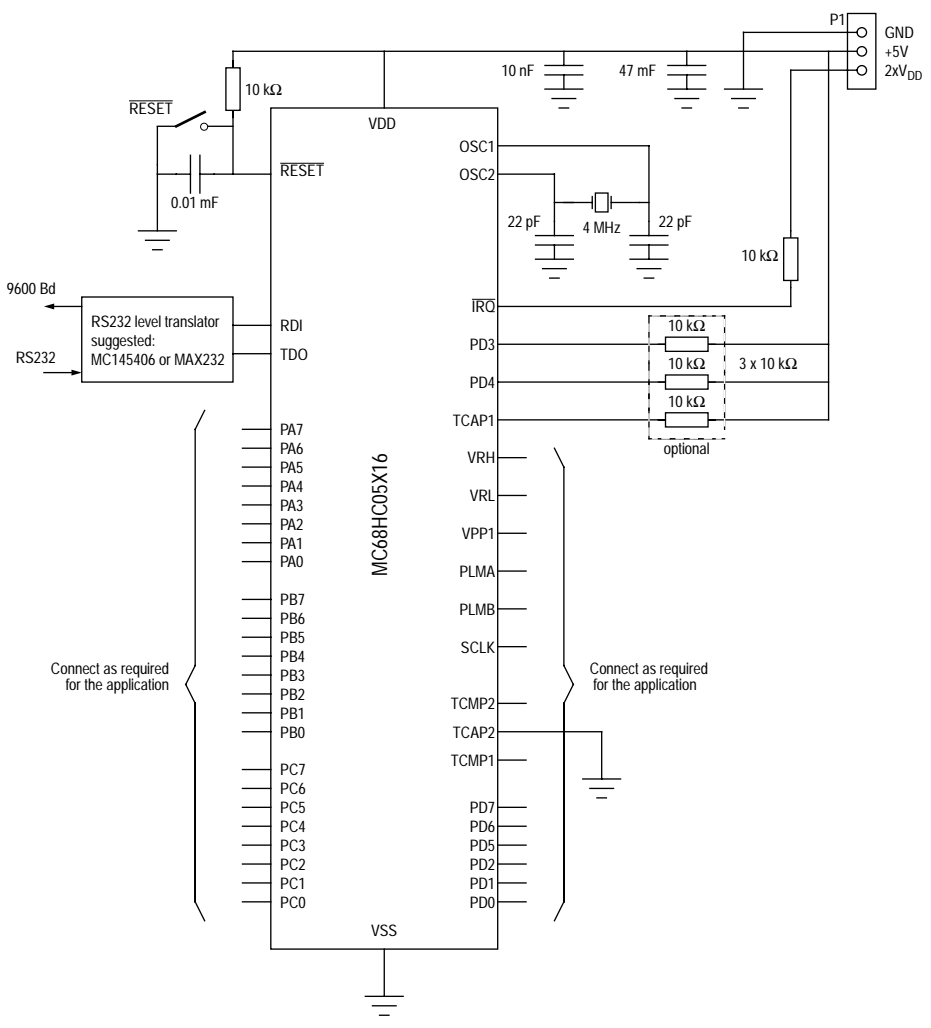 P1
GND
+5V
2xVDD
10 nF
47 mF
10 kΩ
RESET
0.01 mF
VDD
RESET
OSC1
OSC2
22 pF
4 MHz
22 pF
10 kΩ
9600 Bd
RS232
RS232 level translator
suggested:
MC145406 or MAX232
RDI
TDO
IRQ
PD3
PD4
TCAP1
10 kΩ
10 kΩ
10 kΩ
3 x 10 kΩ
optional
MC68HC05X16
PA7
PA6
PA5
PA4
PA3
PA2
PA1
PA0
PB7
PB6
PB5
PB4
PB3
PB2
PB1
PB0
PC7
PC6
PC5
PC4
PC3
PC2
PC1
PC0
Connect as required
for the application
VRH
VRL
VPP1
PLMA
PLMB
SCLK
TCMP2
TCAP2
TCMP1
PD7
PD6
PD5
PD2
PD1
PD0
Connect as required
for the application
VSS